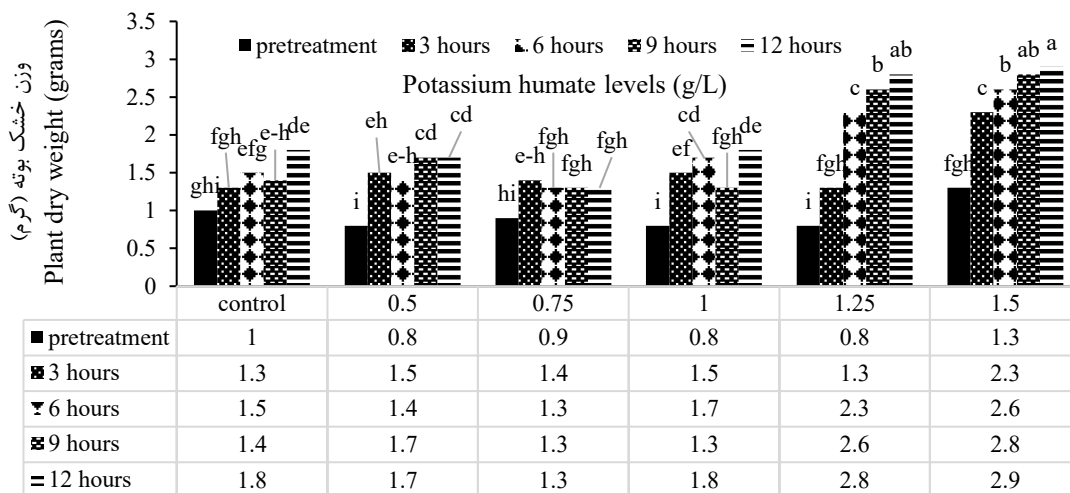 3.5
3
2.5
2
1.5
1
0.5
0
وزن خشک بوته (گرم)
Plant dry weight (grams)
pretreatment 3 hours 6 hours 9 hours 12 hours
Potassium humate levels (g/L)
ghi fgh efg e-h de
i eh e-h cd cd
hi e-h fgh fgh fgh
i ef cd fgh de
i fgh c b ab
fgh c b ab a
control 0.5 0.75 1 1.25 1.5
pretreatment 1 0.8 0.9 0.8 0.8 1.3
3 hours 1.3 1.5 1.4 1.5 1.3 2.3
6 hours 1.5 1.4 1.3 1.7 2.3 2.6
9 hours 1.4 1.7 1.3 1.3 2.6 2.8
12 hours 1.8 1.7 1.3 1.8 2.8 2.9